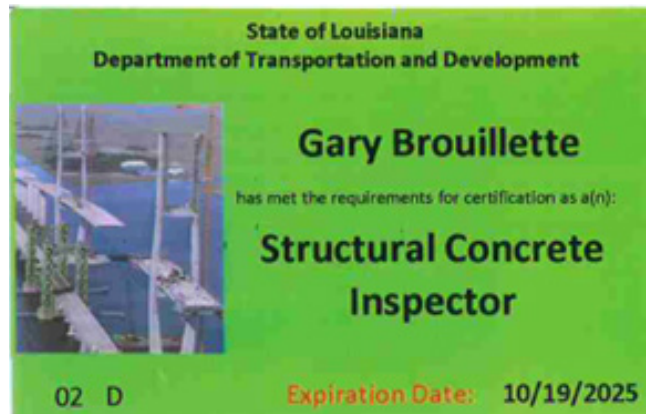 State of Louisiana
Department of Transportation and Development
Gary Brouillette
has met the requirements for certification as a(n):
Structural Concrete
Inspector
02 D
Expiration Date: 10/19/2025